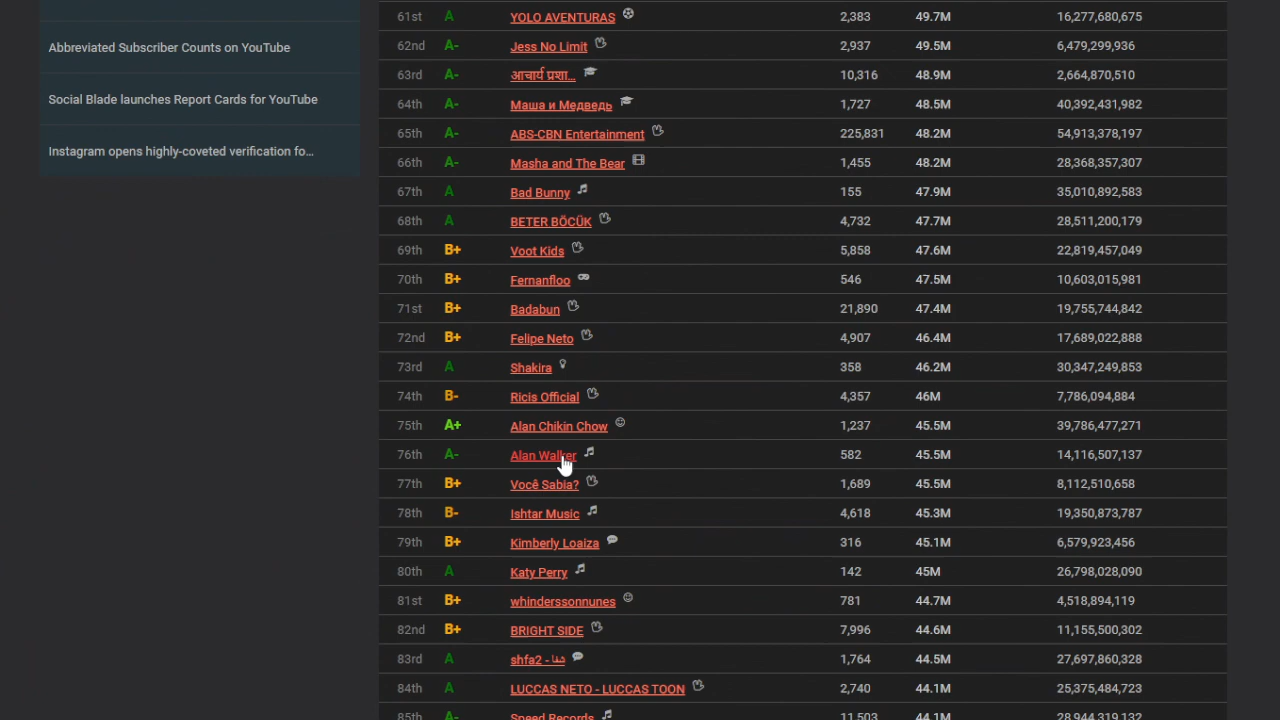 Abbreviated Subscriber Counts on YouTube
Social Blade launches Report Cards for YouTube
Instagram opens highly-coveted verification fo...
61st A YOLO AVENTURAS 2,383 49.7M 16,277,680,675
62nd A- Jess No Limit 2,937 49.5M 6,479,299,936
63rd A- आचार्य प्रशा... 10,316 48.9M 2,664,870,510
64th A- Маша и Медведь 1,727 48.5M 40,392,431,982
65th A- ABS-CBN Entertainment 225,831 48.2M 54,913,378,197
66th A- Masha and The Bear 1,455 48.2M 28,368,357,307
67th A Bad Bunny 155 47.9M 35,010,892,583
68th A BETER BÖCÜK 4,732 47.7M 28,511,200,179
69th B+ Voot Kids 5,858 47.6M 22,819,457,049
70th B+ Fernanfloo 546 47.5M 10,603,015,981
71st B+ Badabun 21,890 47.4M 19,755,744,842
72nd B+ Felipe Neto 4,907 46.4M 17,689,022,888
73rd A Shakira 358 46.2M 30,347,249,853
74th B- Ricis Official 4,357 46M 7,786,094,884
75th A+ Alan Chikin Chow 1,237 45.5M 39,786,477,271
76th A- Alan Walker 582 45.5M 14,116,507,137
77th B+ Você Sabia? 1,689 45.5M 8,112,510,658
78th B- Ishtar Music 4,618 45.3M 19,350,873,787
79th B+ Kimberly Loaiza 316 45.1M 6,579,923,456
80th A Katy Perry 142 45M 26,798,028,090
81st B+ whinderssonnunes 781 44.7M 4,518,894,119
82nd B+ BRIGHT SIDE 7,996 44.6M 11,155,500,302
83rd A shfa2 - شفا 1,764 44.5M 27,697,860,328
84th A LUCCAS NETO - LUCCAS TOON 2,740 44.1M 25,375,484,723
85th A- Speed Records 11,503 44.1M 28,944,319,132